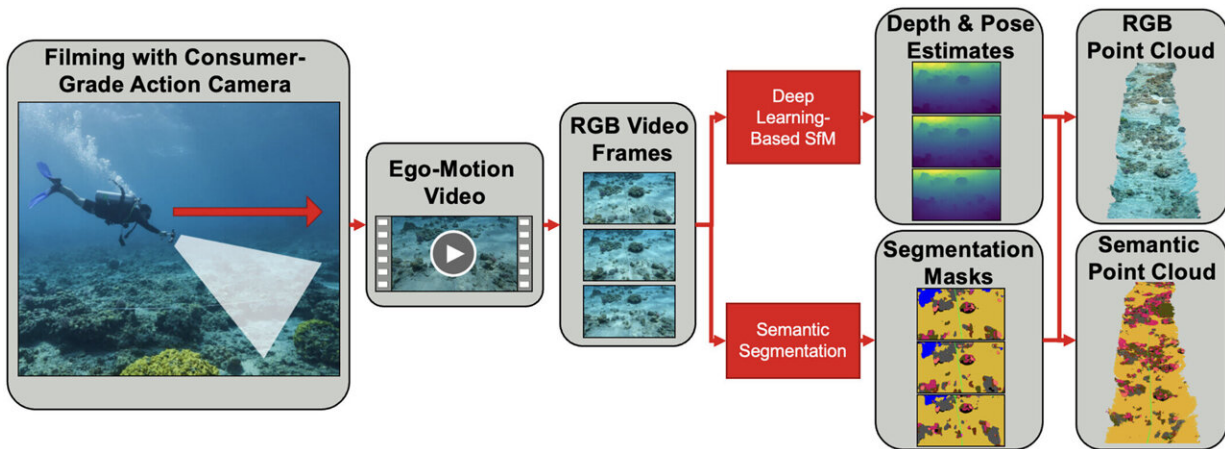 Filming with Consumer-
Grade Action Camera
Ego-Motion
Video
RGB Video
Frames
Deep
Learning-
Based SfM
Semantic
Segmentation
Depth & Pose
Estimates
Segmentation
Masks
RGB
Point Cloud
Semantic
Point Cloud